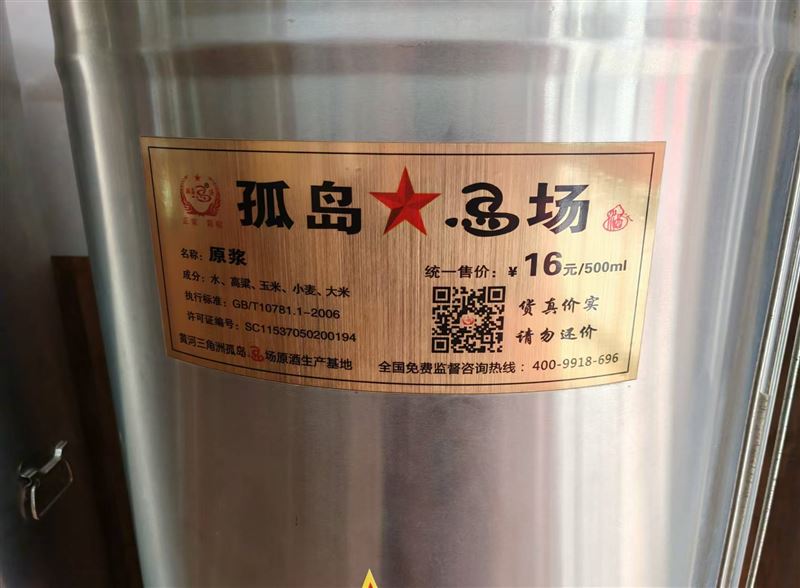 孤岛★马场
名称：原浆
成分：水、高粱、玉米、小麦、大米
执行标准：GB/T10781.1-2006
许可证编号：SC11537050200194
黄河三角洲孤岛马场原酒生产基地
统一售价：¥ 16元/500ml
货真价实
请勿还价
全国免费监督咨询热线：400-9918-696